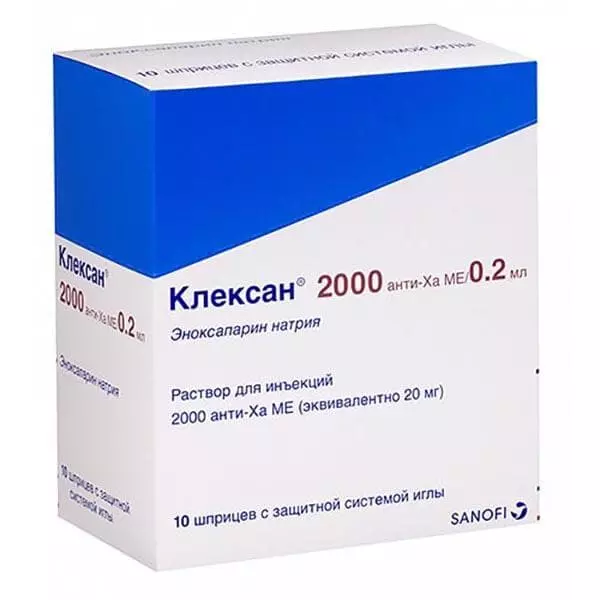 10 шприцев с защитной системой иглы
Клексан® 2000 анти-Ха МЕ/0.2 мл
Эноксапарин натрия
Раствор для инъекций
2000 анти-Ха МЕ (эквивалентно 20 мг)
10 шприцев с защитной системой иглы
SANOFI
Клексан®
2000 анти-Ха МЕ/0.2 мл
Эноксапарин натрия
10 шприцев с защитной
системой иглы